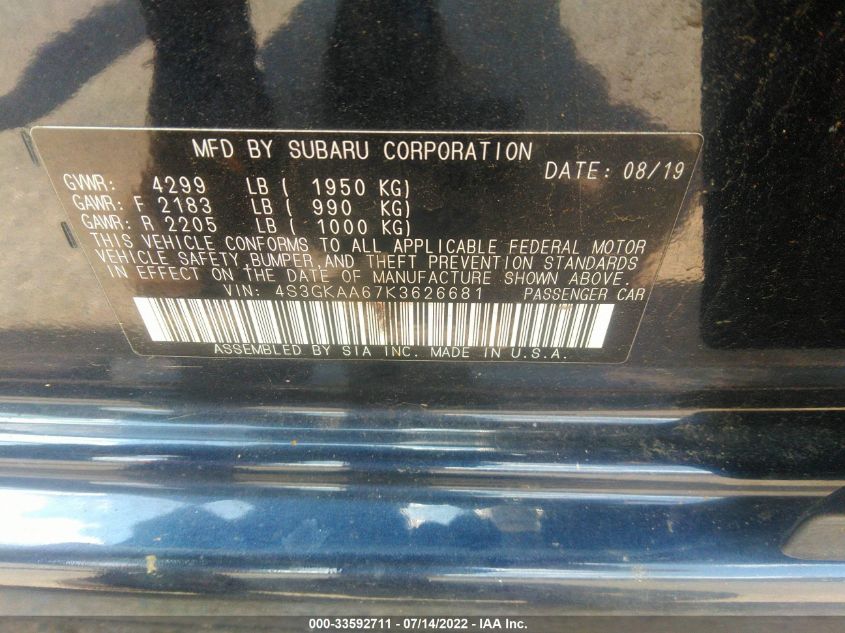 MFD BY SUBARU CORPORATION DATE: 08/19
GVWR: 4299 LB ( 1950 KG)
GAWR: F 2183 LB ( 990 KG)
GAWR: R 2205 LB ( 1000 KG)
THIS VEHICLE CONFORMS TO ALL APPLICABLE FEDERAL MOTOR
VEHICLE SAFETY, BUMPER, AND THEFT PREVENTION STANDARDS
IN EFFECT ON THE DATE OF MANUFACTURE SHOWN ABOVE.
VIN: 4S3GKAA67K3626681 PASSENGER CAR
ASSEMBLED BY SIA INC. MADE IN U.S.A.
000-33592711 - 07/14/2022 - IAA Inc.